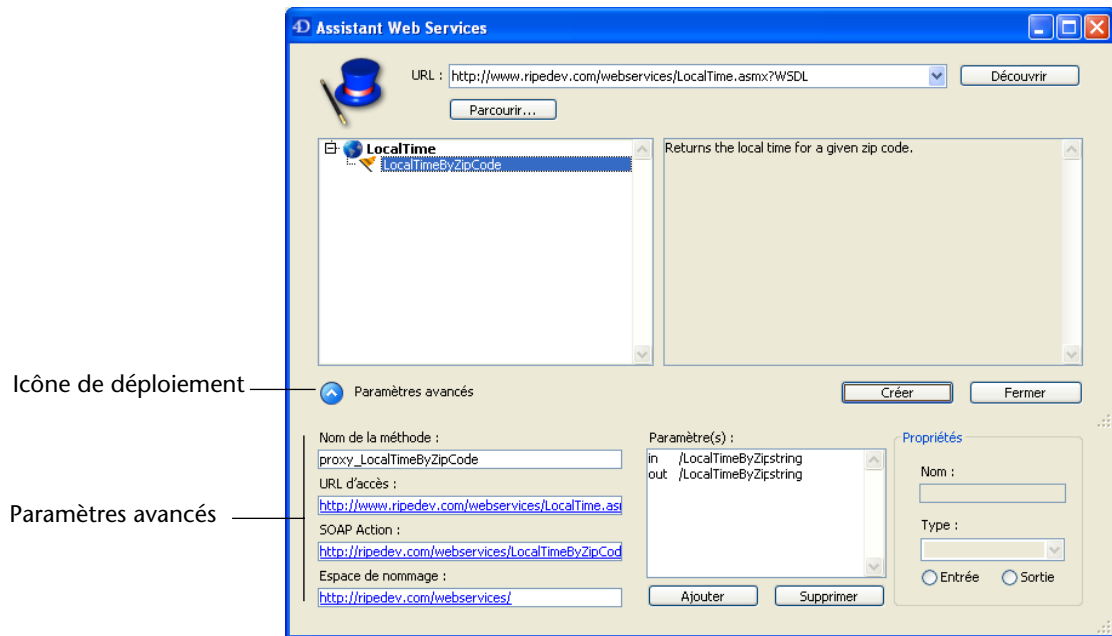 4D Assistant Web Services
URL : http://www.ripedev.com/webservices/LocalTime.asmx?WSDL Découvrir
Parcourir...
LocalTime
LocalTimeByZipCode
Returns the local time for a given zip code.
Icône de déploiement
Paramètres avancés
Créer Fermer
Paramètres avancés
Nom de la méthode :
proxy_LocalTimeByZipCode
URL d'accès :
http://www.ripedev.com/webservices/LocalTime.asi
SOAP Action :
http://ripedev.com/webservices/LocalTimeByZipCod
Espace de nommage :
http://ripedev.com/webservices/
Paramètre(s) :
in /LocalTimeByZipstring
out /LocalTimeByZipstring
Ajouter Supprimer
Propriétés
Nom :
Type :
Entrée Sortie